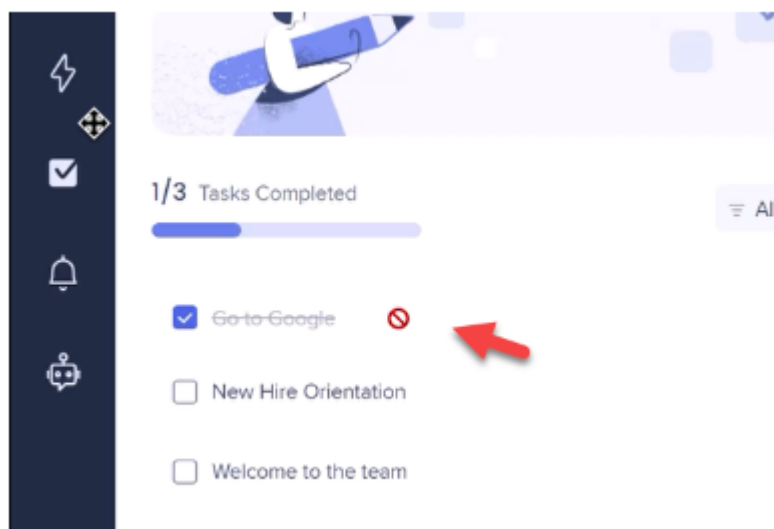 1/3 Tasks Completed
Al
Go to Google
New Hire Orientation
Welcome to the team